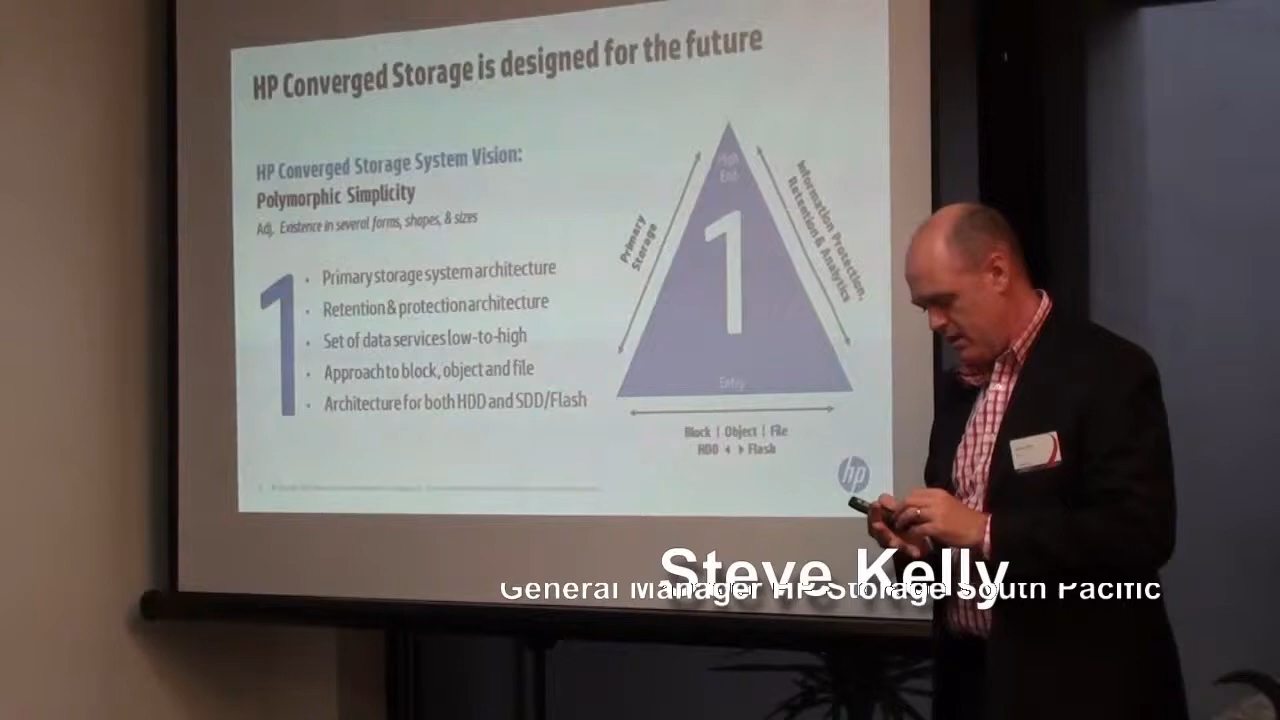 HP Converged Storage is designed for the future
HP Converged Storage System Vision:
Polymorphic Simplicity
Adj. Existence in several forms, shapes, & sizes
1
· Primary storage system architecture
· Retention & protection architecture
· Set of data services low-to-high
· Approach to block, object and file
· Architecture for both HDD and SDD/Flash
Primary
Storage
High
End
1
Entry
Information Protection,
Retention & Analytics
Block | Object | File
HDD Flash
hp
Steve Kelly
General Manager HP Storage South Pacific